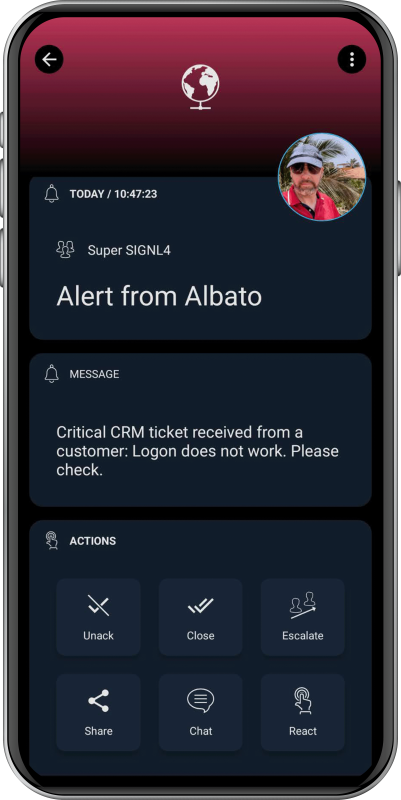 TODAY / 10:47:23
Super SIGNL4
Alert from Albato
MESSAGE
Critical CRM ticket received from a
customer: Logon does not work. Please
check.
ACTIONS
Unack
Close
Escalate
Share
Chat
React